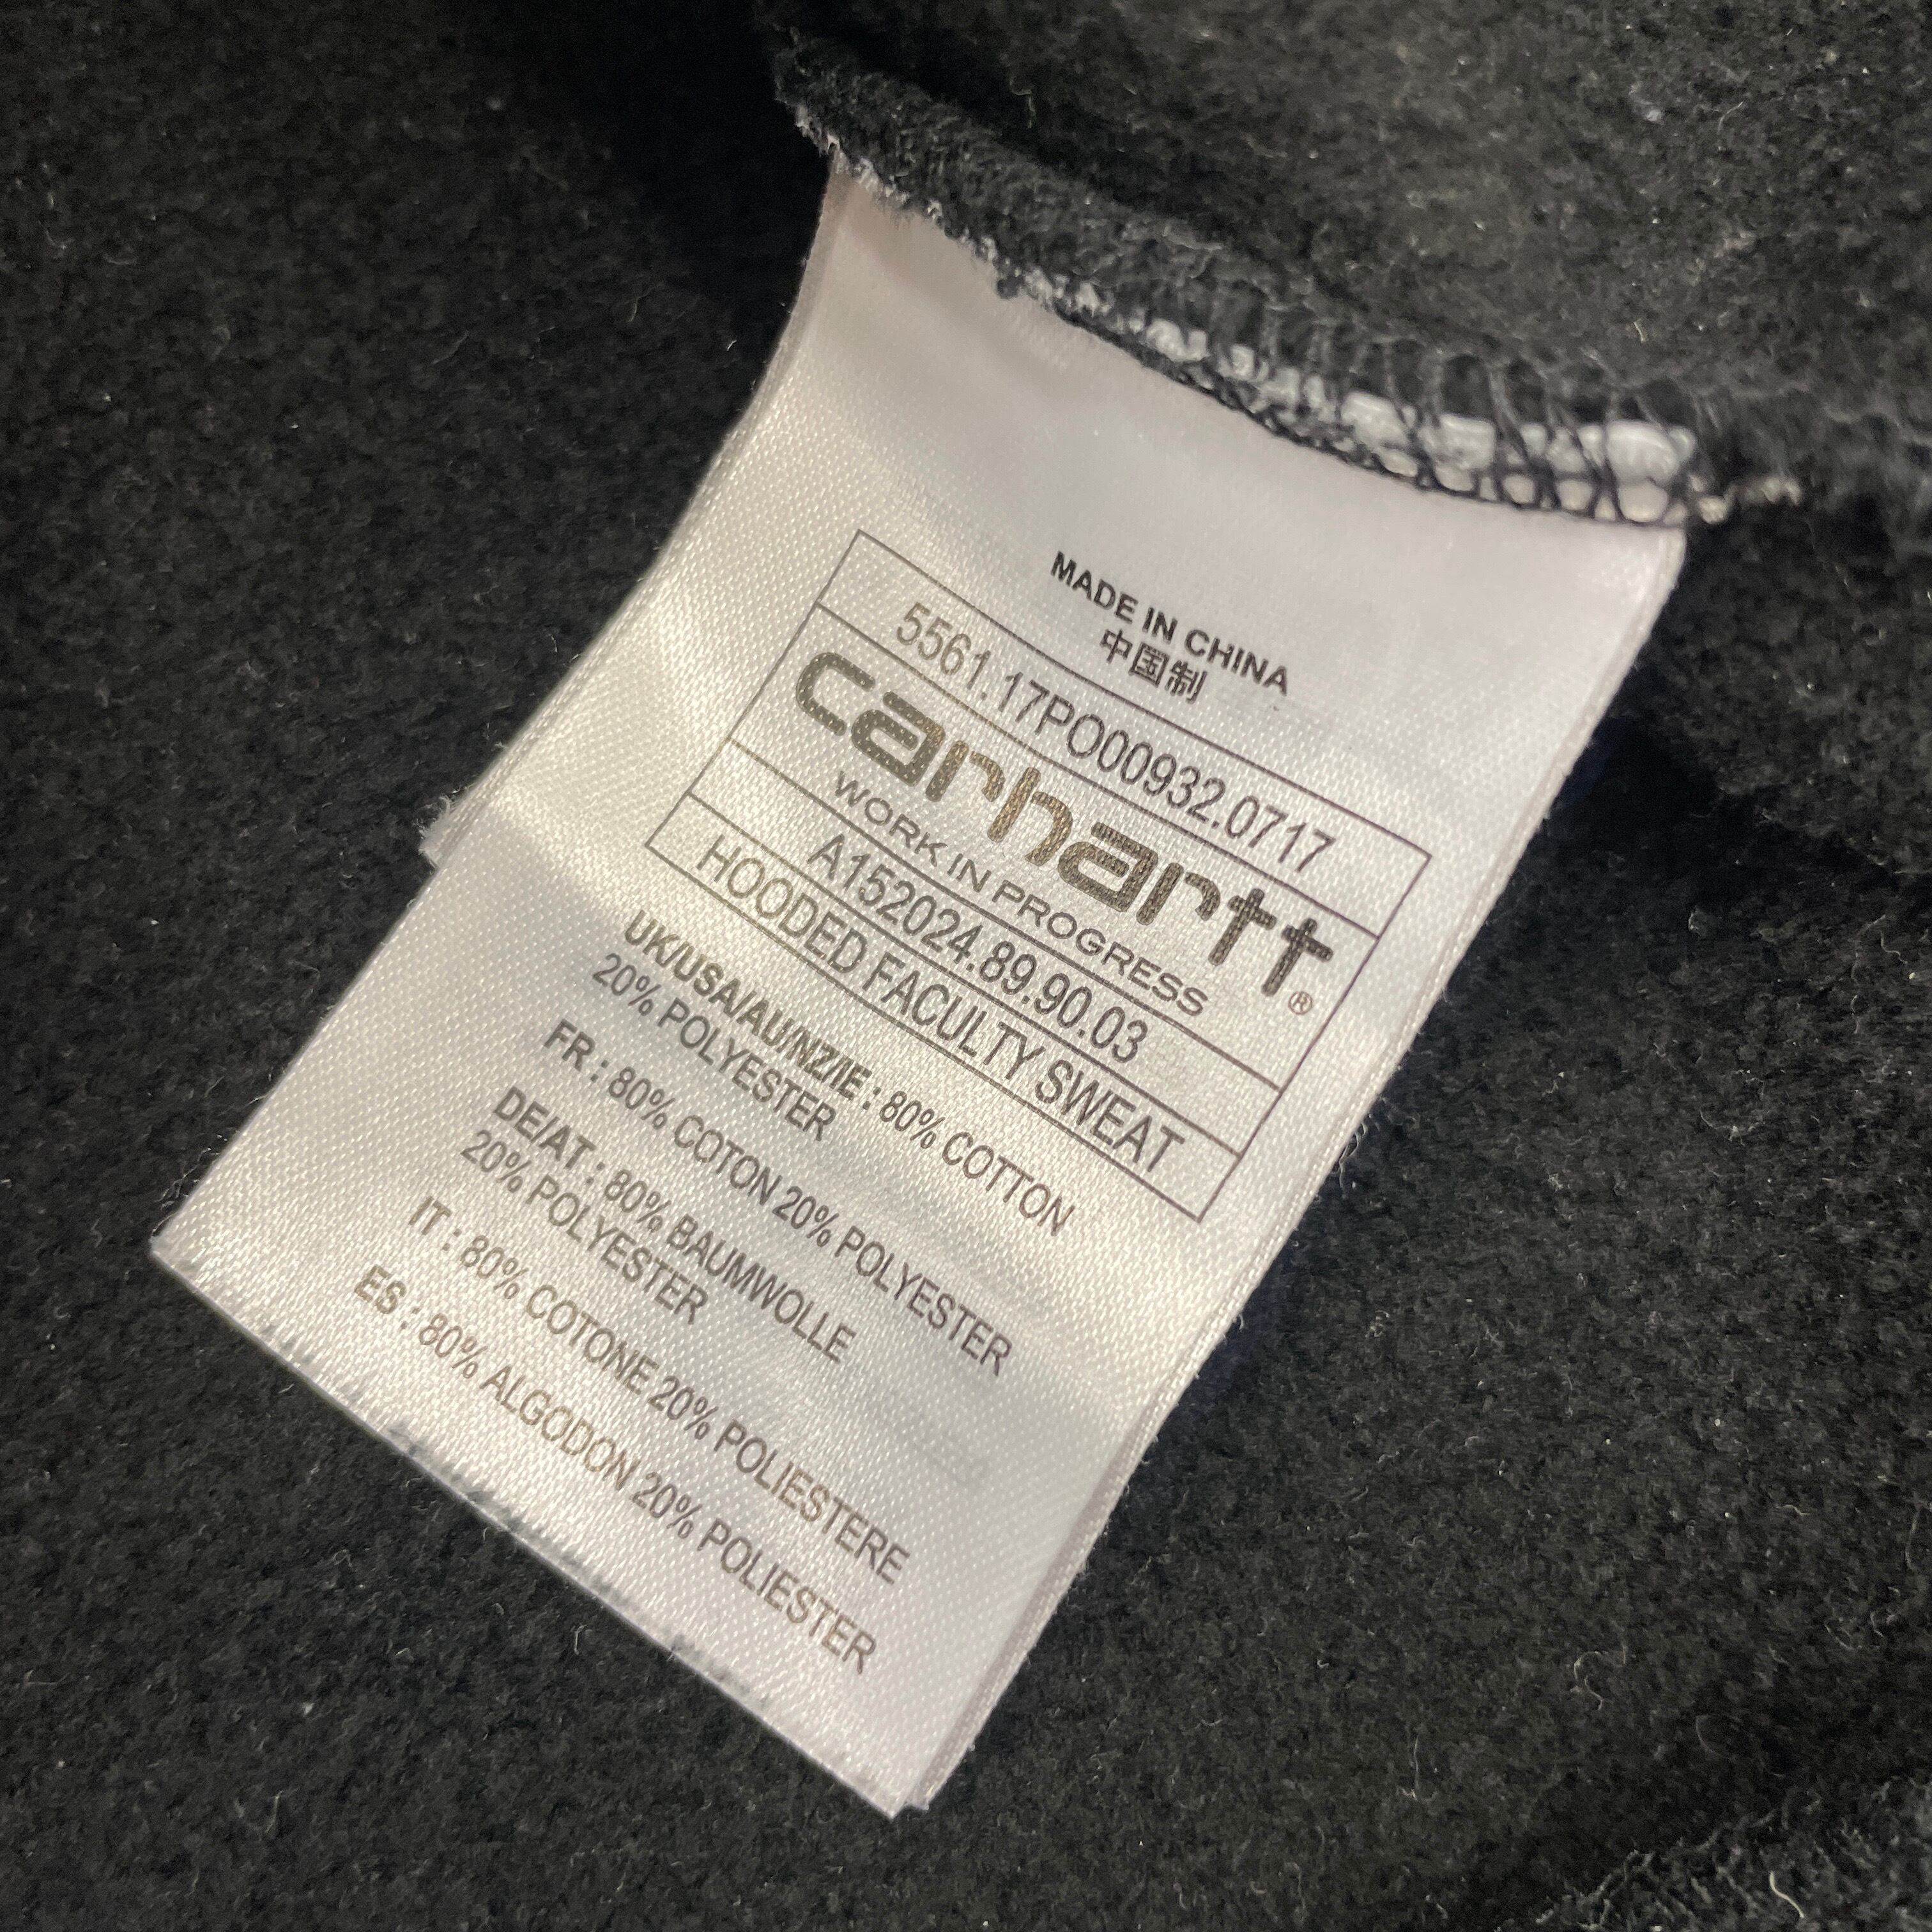 MADE IN CHINA
中国制
5561.17PO00932.0717
carhartt®
WORK IN PROGRESS
A152024.89.90.03
HOODED FACULTY SWEAT
UK/USA/AU/NZ/IE : 80% COTTON
20% POLYESTER
FR : 80% COTON 20% POLYESTER
DE/AT : 80% BAUMWOLLE
20% POLYESTER
IT : 80% COTONE 20% POLIESTERE
ES : 80% ALGODON 20% POLIESTER